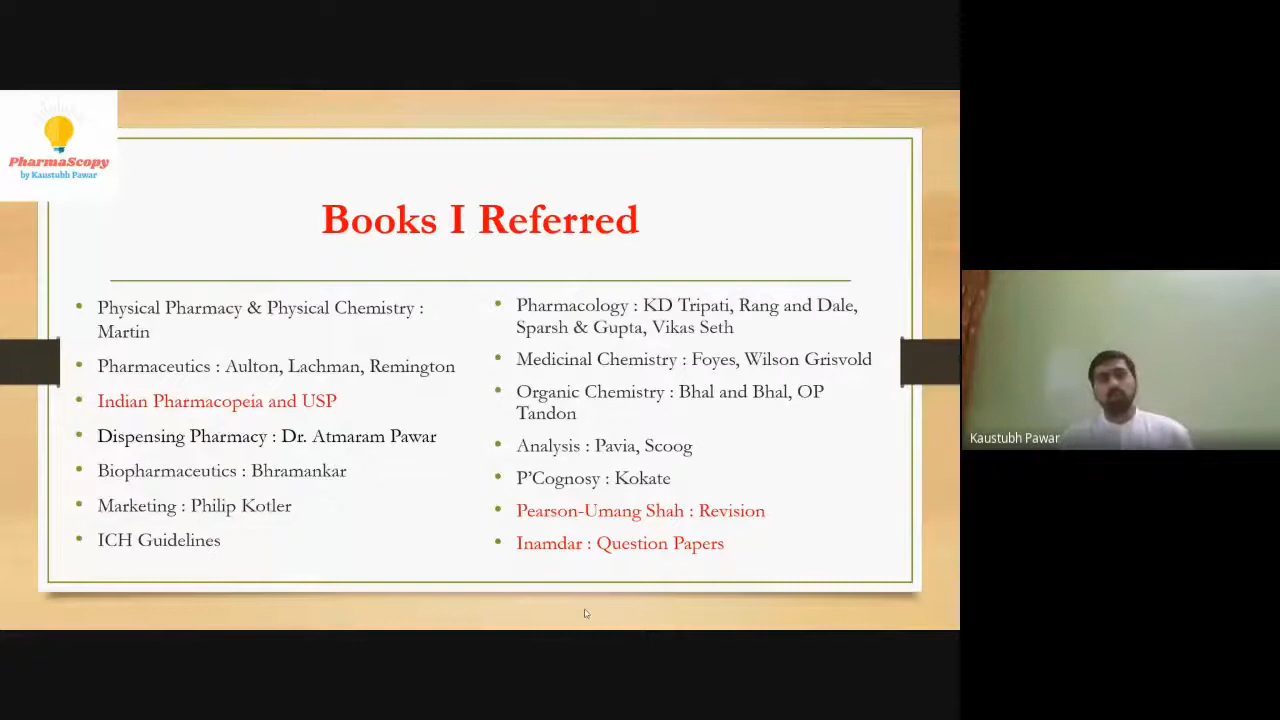 PharmaScopy
by Kaustubh Pawar
Books I Referred
Physical Pharmacy & Physical Chemistry :
Martin
Pharmaceutics : Aulton, Lachman, Remington
Indian Pharmacopeia and USP
Dispensing Pharmacy : Dr. Atmaram Pawar
Biopharmaceutics : Bhramankar
Marketing : Philip Kotler
ICH Guidelines
Pharmacology : KD Tripati, Rang and Dale,
Sparsh & Gupta, Vikas Seth
Medicinal Chemistry : Foyes, Wilson Grisvold
Organic Chemistry : Bhal and Bhal, OP
Tandon
Analysis : Pavia, Scoog
P'Cognosy : Kokate
Pearson-Umang Shah : Revision
Inamdar : Question Papers
Kaustubh Pawar